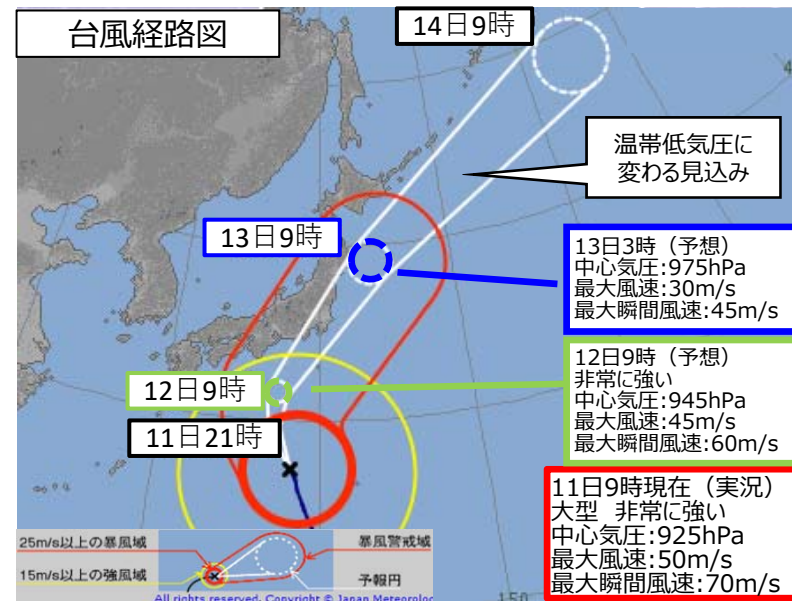 台風経路図
14日9時
温帯低気圧に
変わる見込み
13日9時
13日3時（予想）
中心気圧:975hPa
最大風速:30m/s
最大瞬間風速:45m/s
12日9時
12日9時（予想）
非常に強い
中心気圧:945hPa
最大風速:45m/s
最大瞬間風速:60m/s
11日21時
11日9時現在（実況）
大型 非常に強い
中心気圧:925hPa
最大風速:50m/s
最大瞬間風速:70m/s
25m/s以上の暴風域
暴風警戒域
15m/s以上の強風域
予報円
All rights reserved. Copyright © Japan Meteorolo
150
4